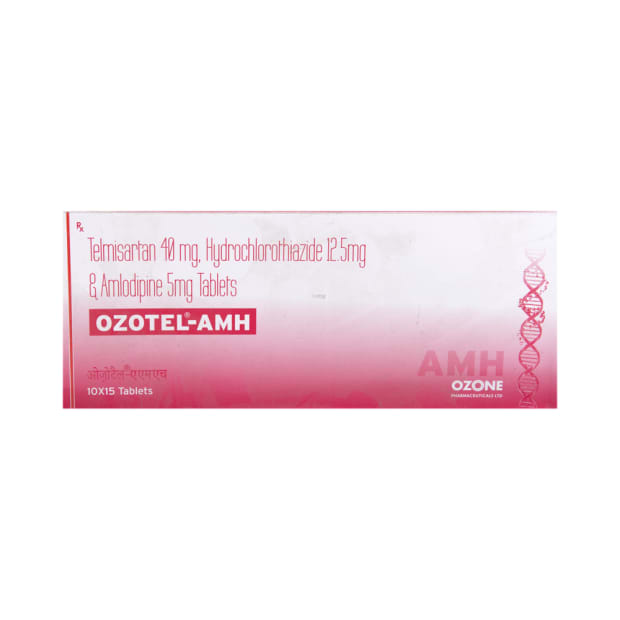 Rx
Telmisartan 40 mg, Hydrochlorothiazide 12.5mg
& Amlodipine 5mg Tablets
OZOTEL®-AMH
ओज़ोटैल®-एएमएच
10X15 Tablets
AMH
OZONE
PHARMACEUTICALS LTD